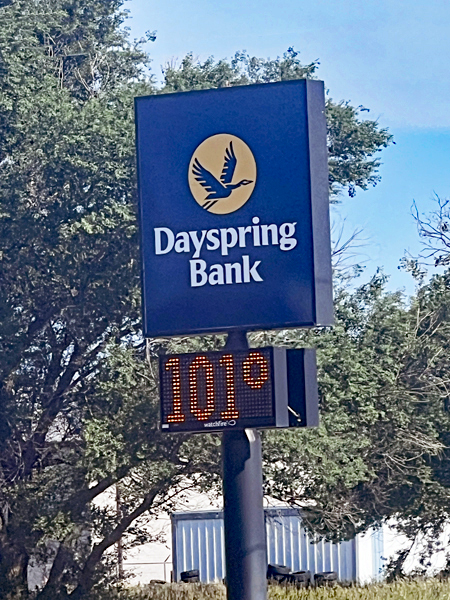 Dayspring
Bank
101°
watchfire